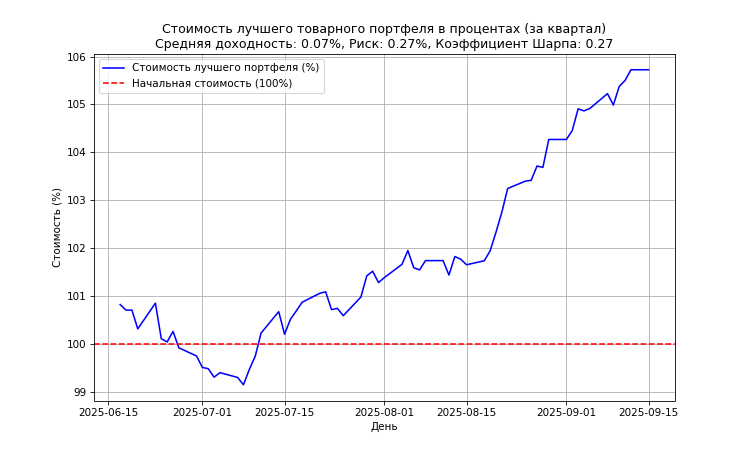 Стоимость лучшего товарного портфеля в процентах (за квартал)
Средняя доходность: 0.07%, Риск: 0.27%, Коэффициент Шарпа: 0.27
Стоимость лучшего портфеля (%)
Начальная стоимость (100%)
Стоимость (%)
106
105
104
103
102
101
100
99
2025-06-15
2025-07-01
2025-07-15
2025-08-01
2025-08-15
2025-09-01
2025-09-15
День